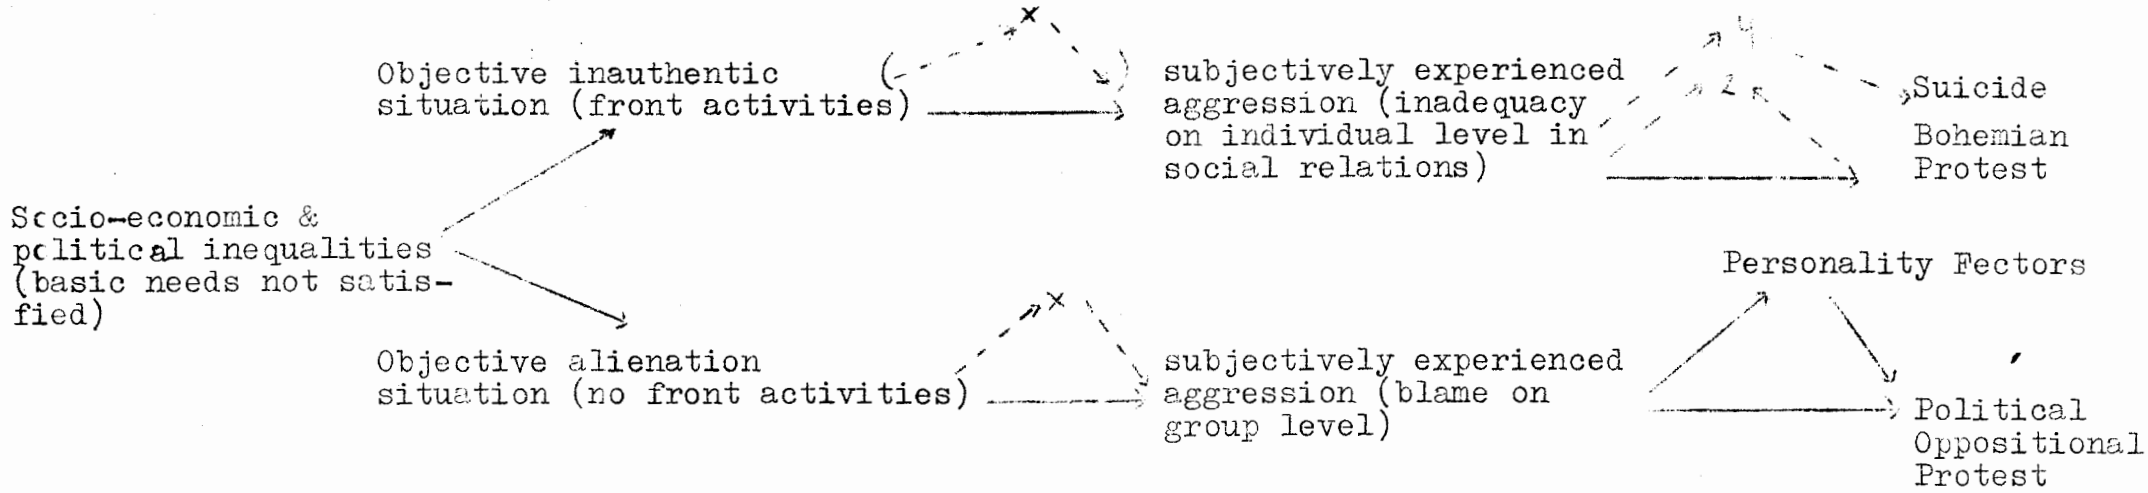 x
Objective inauthentic
situation (front activities)
( )
subjectively experienced
aggression (inadequacy
on individual level in
social relations)
4
2
Suicide
Bohemian
Protest
Socio-economic &
political inequalities
(basic needs not satis-
fied)
Personality Fectors
x
Objective alienation
situation (no front activities)
subjectively experienced
aggression (blame on
group level)
Political
Oppositional
Protest